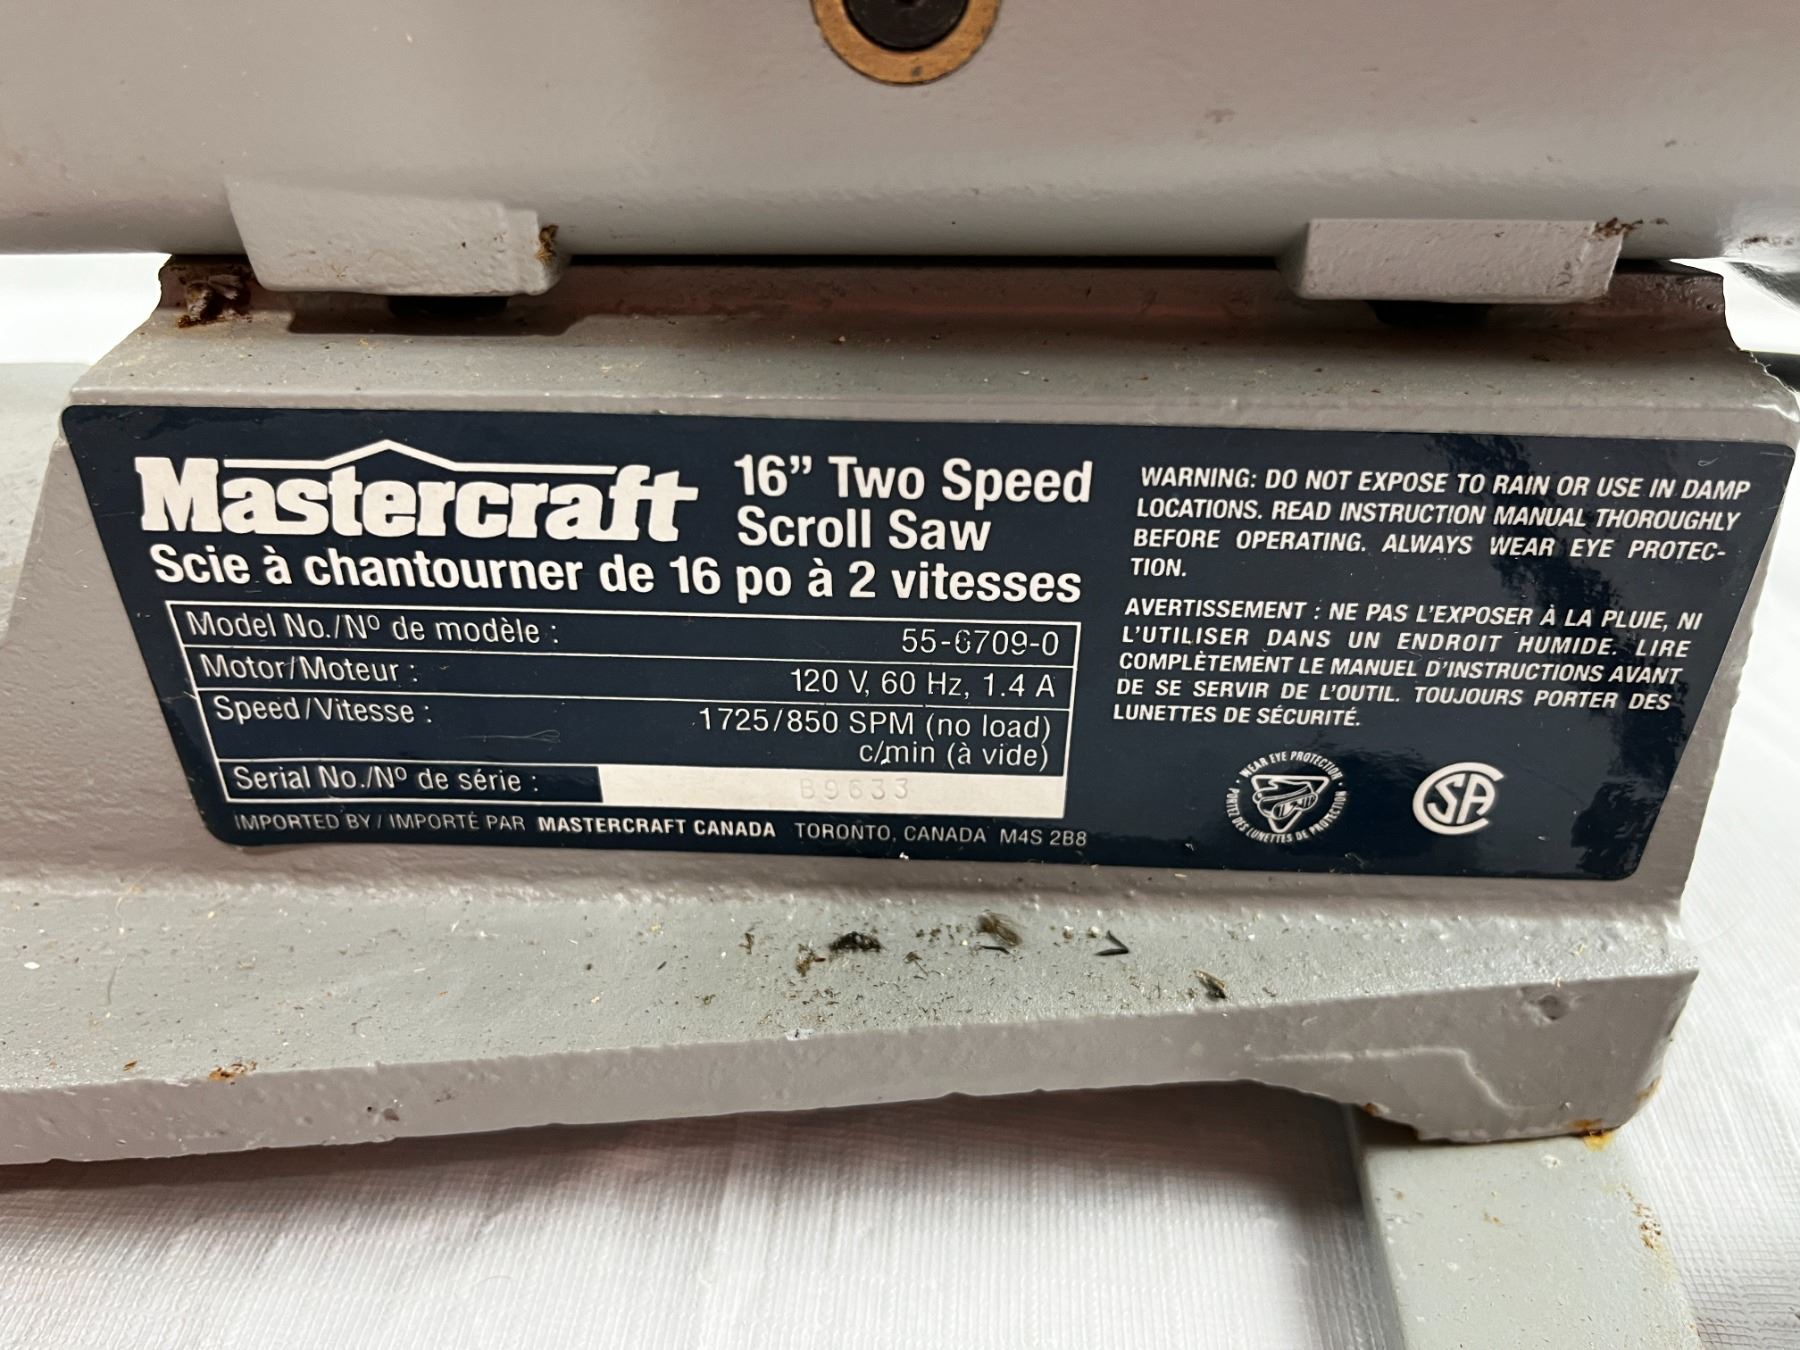 Mastercraft
16” Two Speed
Scroll Saw
Scie à chantourner de 16 po à 2 vitesses
Model No./Nº de modèle : 55-6709-0
Motor/Moteur : 120 V, 60 Hz, 1.4 A
Speed/Vitesse : 1725/850 SPM (no load)
c/min (à vide)
Serial No./Nº de série : B9633
IMPORTED BY / IMPORTÉ PAR MASTERCRAFT CANADA TORONTO, CANADA M4S 2B8
WARNING: DO NOT EXPOSE TO RAIN OR USE IN DAMP
LOCATIONS. READ INSTRUCTION MANUAL THOROUGHLY
BEFORE OPERATING. ALWAYS WEAR EYE PROTEC-
TION.
AVERTISSEMENT : NE PAS L'EXPOSER À LA PLUIE, NI
L'UTILISER DANS UN ENDROIT HUMIDE. LIRE
COMPLÈTEMENT LE MANUEL D'INSTRUCTIONS AVANT
DE SE SERVIR DE L'OUTIL. TOUJOURS PORTER DES
LUNETTES DE SÉCURITÉ.
WEAR EYE PROTECTION
PORTEZ DES LUNETTES DE PROTECTION
CSA